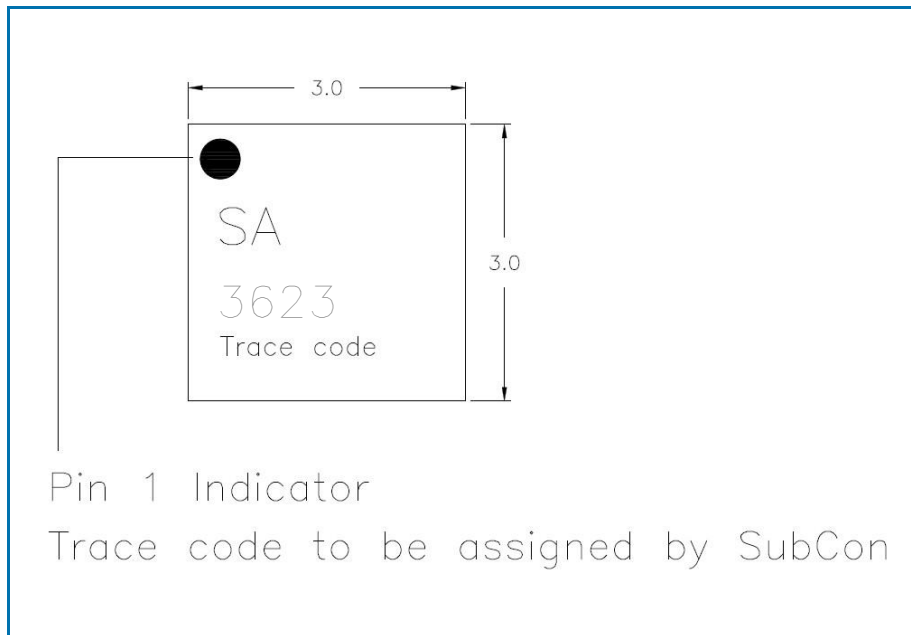 3.0
SA
3.0
3623
Trace code
Pin 1 Indicator
Trace code to be assigned by SubCon